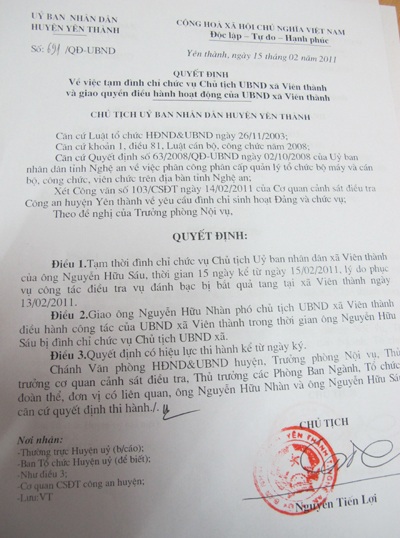 UỶ BAN NHÂN DÂN
HUYỆN YÊN THÀNH
CỘNG HOÀ XÃ HỘI CHỦ NGHĨA VIỆT NAM
Độc lập – Tự do – Hạnh phúc
Số: 691 /QĐ-UBND
Yên thành, ngày 15 tháng 02 năm 2011
QUYẾT ĐỊNH
Về việc tạm đình chỉ chức vụ Chủ tịch UBND xã Viên thành
và giao quyền điều hành hoạt động của UBND xã Viên thành
CHỦ TỊCH UỶ BAN NHÂN DÂN HUYỆN YÊN THÀNH
Căn cứ Luật tổ chức HĐND&UBND ngày 26/11/2003;
Căn cứ khoản 1, điều 81, Luật cán bộ, công chức năm 2008;
Căn cứ Quyết định số 63/2008/QĐ-UBND ngày 02/10/2008 của Uỷ ban
nhân dân tỉnh Nghệ an về việc phân công phân cấp quản lý tổ chức bộ máy và cán
bộ, công chức, viên chức trên địa bàn tỉnh Nghệ an;
Xét Công văn số 103/CSĐT ngày 14/02/2011 của Cơ quan cảnh sát điều tra
Công an huyện Yên thành về yêu cầu đình chỉ sinh hoạt Đảng và chức vụ;
Theo đề nghị của Trưởng phòng Nội vụ,
QUYẾT ĐỊNH:
Điều 1.Tạm thời đình chỉ chức vụ Chủ tịch Uỷ ban nhân dân xã Viên thành
của ông Nguyễn Hữu Sáu, thời gian 15 ngày kể từ ngày 15/02/2011, lý do phục
vụ công tác điều tra vụ đánh bạc bị bắt quả tang tại xã Viên thành ngày
13/02/2011.
Điều 2.Giao ông Nguyễn Hữu Nhàn phó chủ tịch UBND xã Viên thành
điều hành công tác của UBND xã Viên thành trong thời gian ông Nguyễn Hữu
Sáu bị đình chỉ chức vụ Chủ tịch UBND xã.
Điều 3.Quyết định có hiệu lực thi hành kể từ ngày ký.
Chánh Văn phòng HĐND&UBND huyện, Trưởng phòng Nội vụ, Thủ
trưởng cơ quan cảnh sát điều tra, Thủ trưởng các Phòng Ban Ngành, Tổ chức
đoàn thể, đơn vị có liên quan, ông Nguyễn Hữu Nhàn và ông Nguyễn Hữu Sáu
căn cứ quyết định thi hành./.
CHỦ TỊCH
Nơi nhận:
-Thường trực Huyện uỷ (b/cáo);
-Ban Tổ chức Huyện uỷ (để biết);
-Như điều 3;
-Cơ quan CSĐT công an huyện;
-Lưu:VT
Nguyễn Tiến Lợi